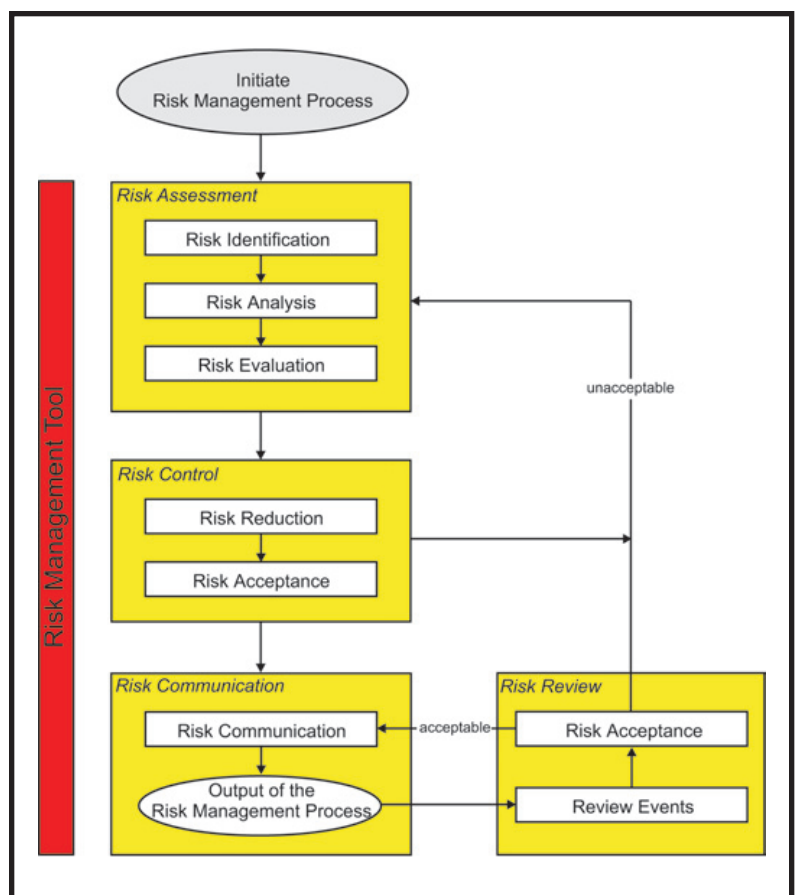 Initiate
Risk Management Process
Risk Management Tool
Risk Assessment
Risk Identification
Risk Analysis
Risk Evaluation
unacceptable
Risk Control
Risk Reduction
Risk Acceptance
Risk Communication
Risk Communication
Output of the
Risk Management Process
acceptable
Risk Review
Risk Acceptance
Review Events